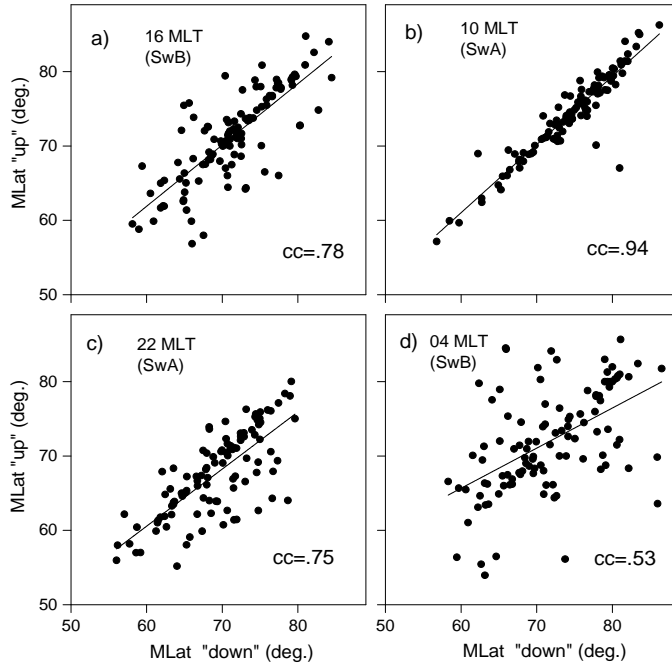 a)
16 MLT
(SwB)
cc=.78
b)
10 MLT
(SwA)
cc=.94
MLat "up" (deg.)
80
70
60
50
c)
22 MLT
(SwA)
cc=.75
d)
04 MLT
(SwB)
cc=.53
MLat "up" (deg.)
80
70
60
50
50 60 70 80 50 60 70 80
MLat "down" (deg.) MLat "down" (deg.)